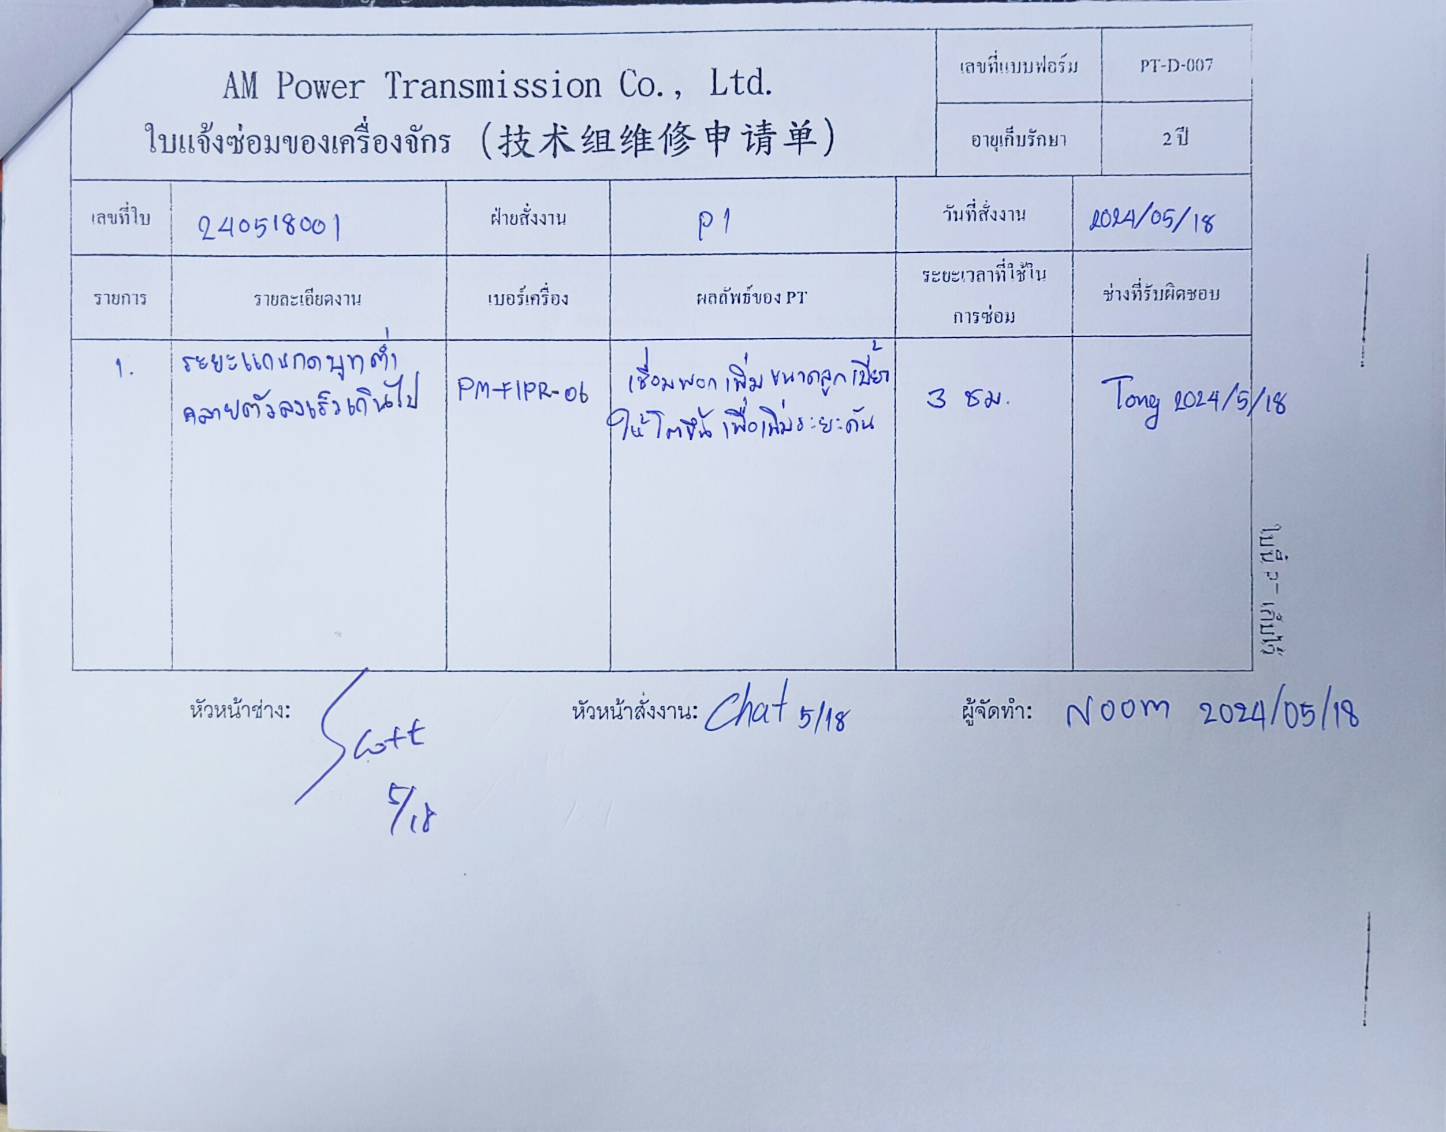 AM Power Transmission Co., Ltd.
ใบแจ้งซ่อมของเครื่องจักร (技术组维修申请单)
เลขที่แบบฟอร์ม PT-D-007
อายุเก็บรักษา 2 ปี
เลขที่ใบ 240518001 ฝ่ายสั่งงาน P1 วันที่สั่งงาน 2024/05/18
รายการ รายละเอียดงาน เบอร์เครื่อง ผลลัพธ์ของ PT ระยะเวลาที่ใช้ใน
การซ่อม ช่างที่รับผิดชอบ
1. ระยะแกนกดบูทต่ำ
คลายตัวลงเร็วเกินไป
PM-FIPR-06
เชื่อมพอกเพิ่มขนาดลูกเบี้ยว
ให้โตขึ้นเพื่อเพิ่มระยะดัน
3 ชม.
Tong 2024/5/18
ใบนี้ PT เก็บไว้
หัวหน้าช่าง: Scott
5/18
หัวหน้าสั่งงาน: Chat 5/18
ผู้จัดทำ: Noom 2024/05/18